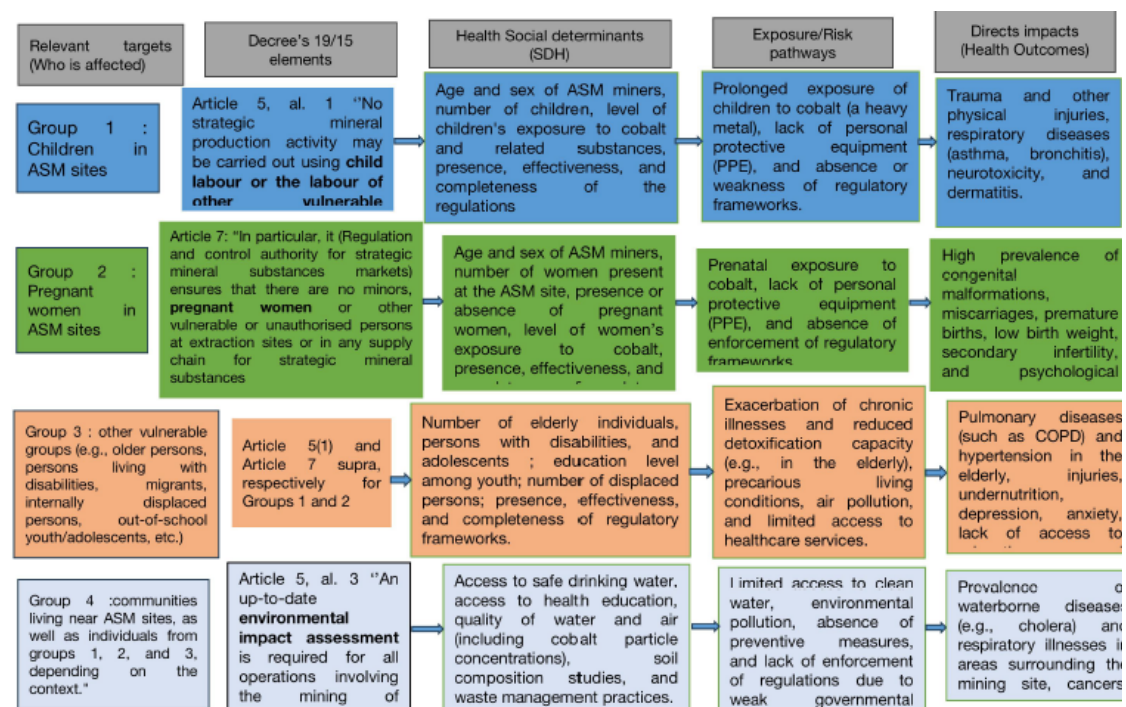 Relevant targets
(Who is affected)
Decree's 19/15
elements
Health Social determinants
(SDH)
Exposure/Risk
pathways
Directs impacts
(Health Outcomes)
Group 1 :
Children in
ASM sites
Article 5, al. 1 ‘’No
strategic mineral
production activity may
be carried out using child
labour or the labour of
other vulnerable
Age and sex of ASM miners,
number of children, level of
children's exposure to cobalt
and related substances,
presence, effectiveness, and
completeness of the
regulations
Prolonged exposure of
children to cobalt (a heavy
metal), lack of personal
protective equipment
(PPE), and absence or
weakness of regulatory
frameworks.
Trauma and other
physical injuries,
respiratory diseases
(asthma, bronchitis),
neurotoxicity, and
dermatitis.
Group 2 :
Pregnant
women in
ASM sites
Article 7: "In particular, it (Regulation
and control authority for strategic
mineral substances markets)
ensures that there are no minors,
pregnant women or other
vulnerable or unauthorised persons
at extraction sites or in any supply
chain for strategic mineral
substances
Age and sex of ASM miners,
number of women present
at the ASM site, presence or
absence of pregnant
women, level of women's
exposure to cobalt,
presence, effectiveness, and
Prenatal exposure to
cobalt, lack of personal
protective equipment
(PPE), and absence of
enforcement of regulatory
frameworks
High prevalence of
congenital
malformations,
miscarriages, premature
births, low birth weight,
secondary infertility,
and psychological
Group 3 : other vulnerable
groups (e.g., older persons,
persons living with
disabilities, migrants,
internally displaced
persons, out-of-school
youth/adolescents, etc.)
Article 5(1) and
Article 7 supra,
respectively for
Groups 1 and 2
Number of elderly individuals,
persons with disabilities, and
adolescents ; education level
among youth; number of displaced
persons; presence, effectiveness,
and completeness of regulatory
frameworks.
Exacerbation of chronic
illnesses and reduced
detoxification capacity
(e.g., in the elderly),
precarious living
conditions, air pollution,
and limited access to
healthcare services.
Pulmonary diseases
(such as COPD) and
hypertension in the
elderly, injuries,
undernutrition,
depression, anxiety,
lack of access to
Group 4 :communities
living near ASM sites, as
well as individuals from
groups 1, 2, and 3,
depending on the
context."
Article 5, al. 3 ‘’An
up-to-date
environmental
impact assessment
is required for all
operations involving
the mining of
Access to safe drinking water,
access to health education,
quality of water and air
(including cobalt particle
concentrations), soil
composition studies, and
waste management practices.
Limited access to clean
water, environmental
pollution, absence of
preventive measures,
and lack of enforcement
of regulations due to
weak governmental
Prevalence of
waterborne diseases
(e.g., cholera) and
respiratory illnesses in
areas surrounding the
mining site, cancers